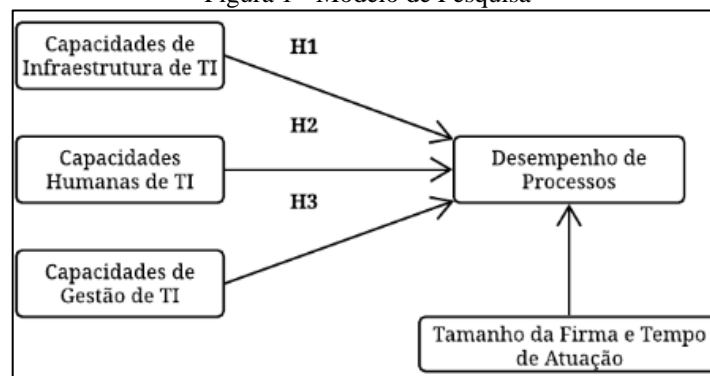 Figura 1 - Modelo de Pesquisa
Capacidades de
Infraestrutura de TI
H1
H2
Capacidades
Humanas de TI
Desempenho de
Processos
H3
Capacidades de
Gestão de TI
Tamanho da Firma e Tempo
de Atuação